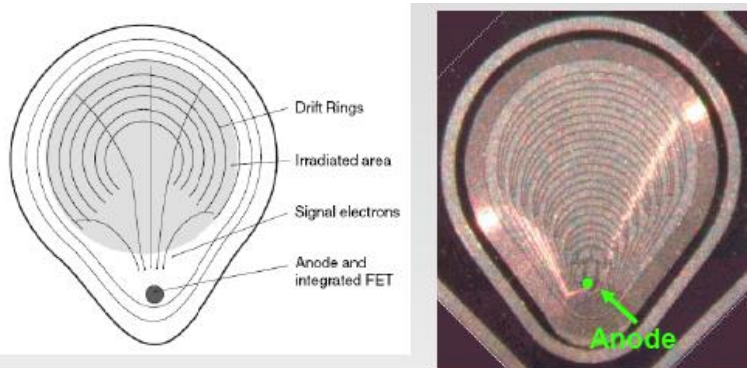 Drift Rings
Irradiated area
Signal electrons
Anode and
integrated FET
Anode